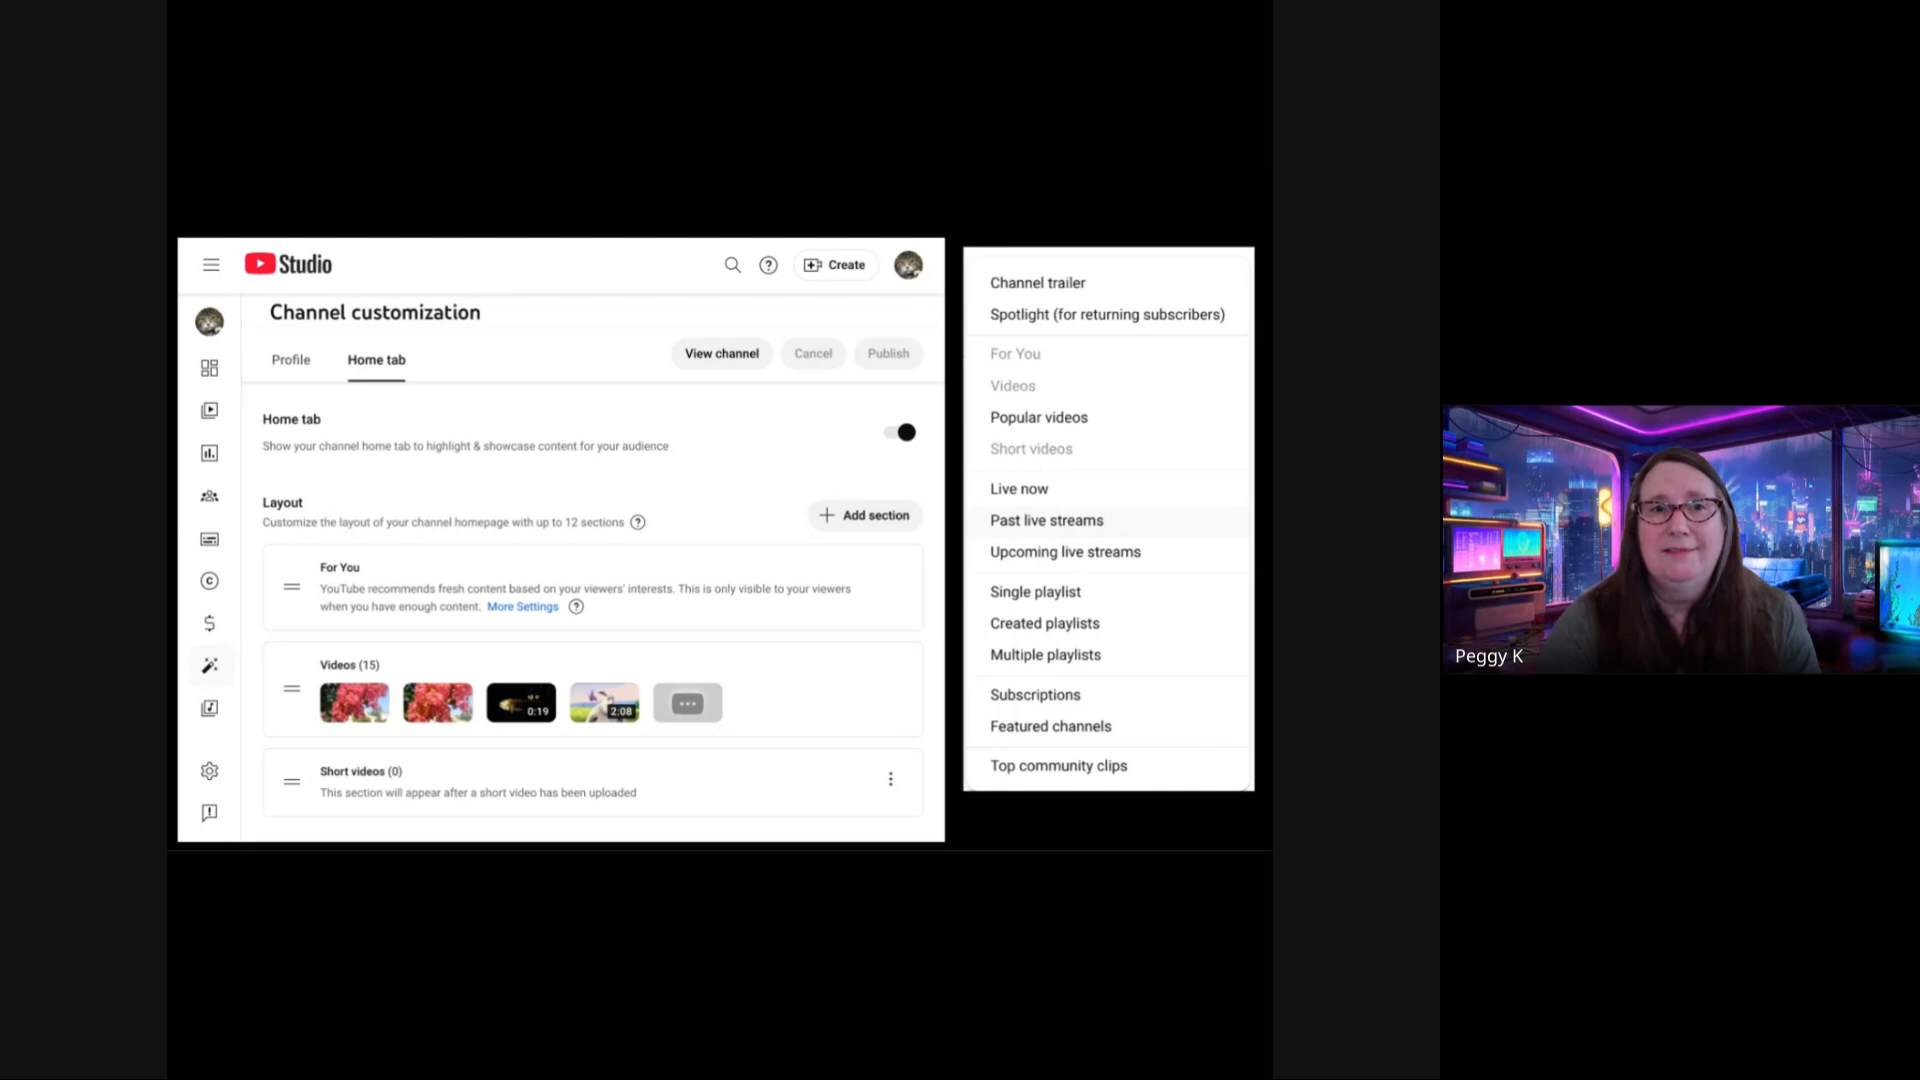 Studio
Create
Channel customization
Profile
Home tab
View channel
Cancel
Publish
Home tab
Show your channel home tab to highlight & showcase content for your audience
Layout
Customize the layout of your channel homepage with up to 12 sections
Add section
For You
YouTube recommends fresh content based on your viewers' interests. This is only visible to your viewers
when you have enough content. More Settings
Videos (15)
0:19
2:08
Short videos (0)
This section will appear after a short video has been uploaded
Channel trailer
Spotlight (for returning subscribers)
For You
Videos
Popular videos
Short videos
Live now
Past live streams
Upcoming live streams
Single playlist
Created playlists
Multiple playlists
Subscriptions
Featured channels
Top community clips
Peggy K